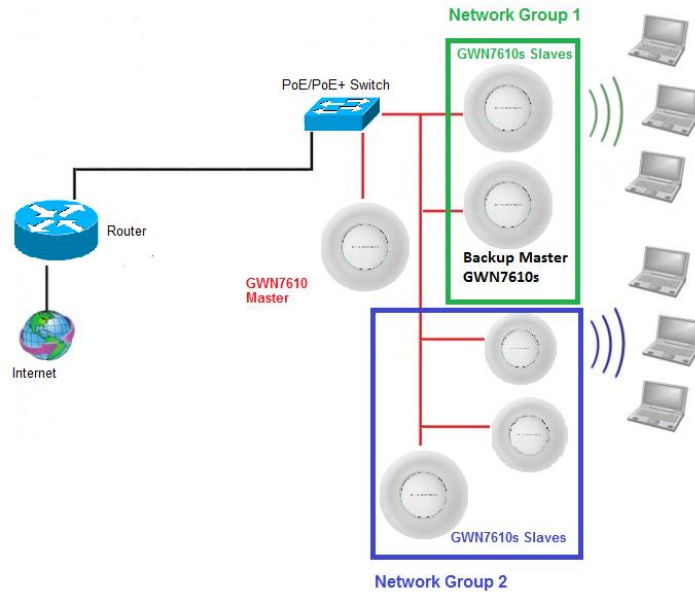 Network Group 1
GWN7610s Slaves
PoE/PoE+ Switch
Router
GWN7610
Master
Backup Master
GWN7610s
Internet
GWN7610s Slaves
Network Group 2